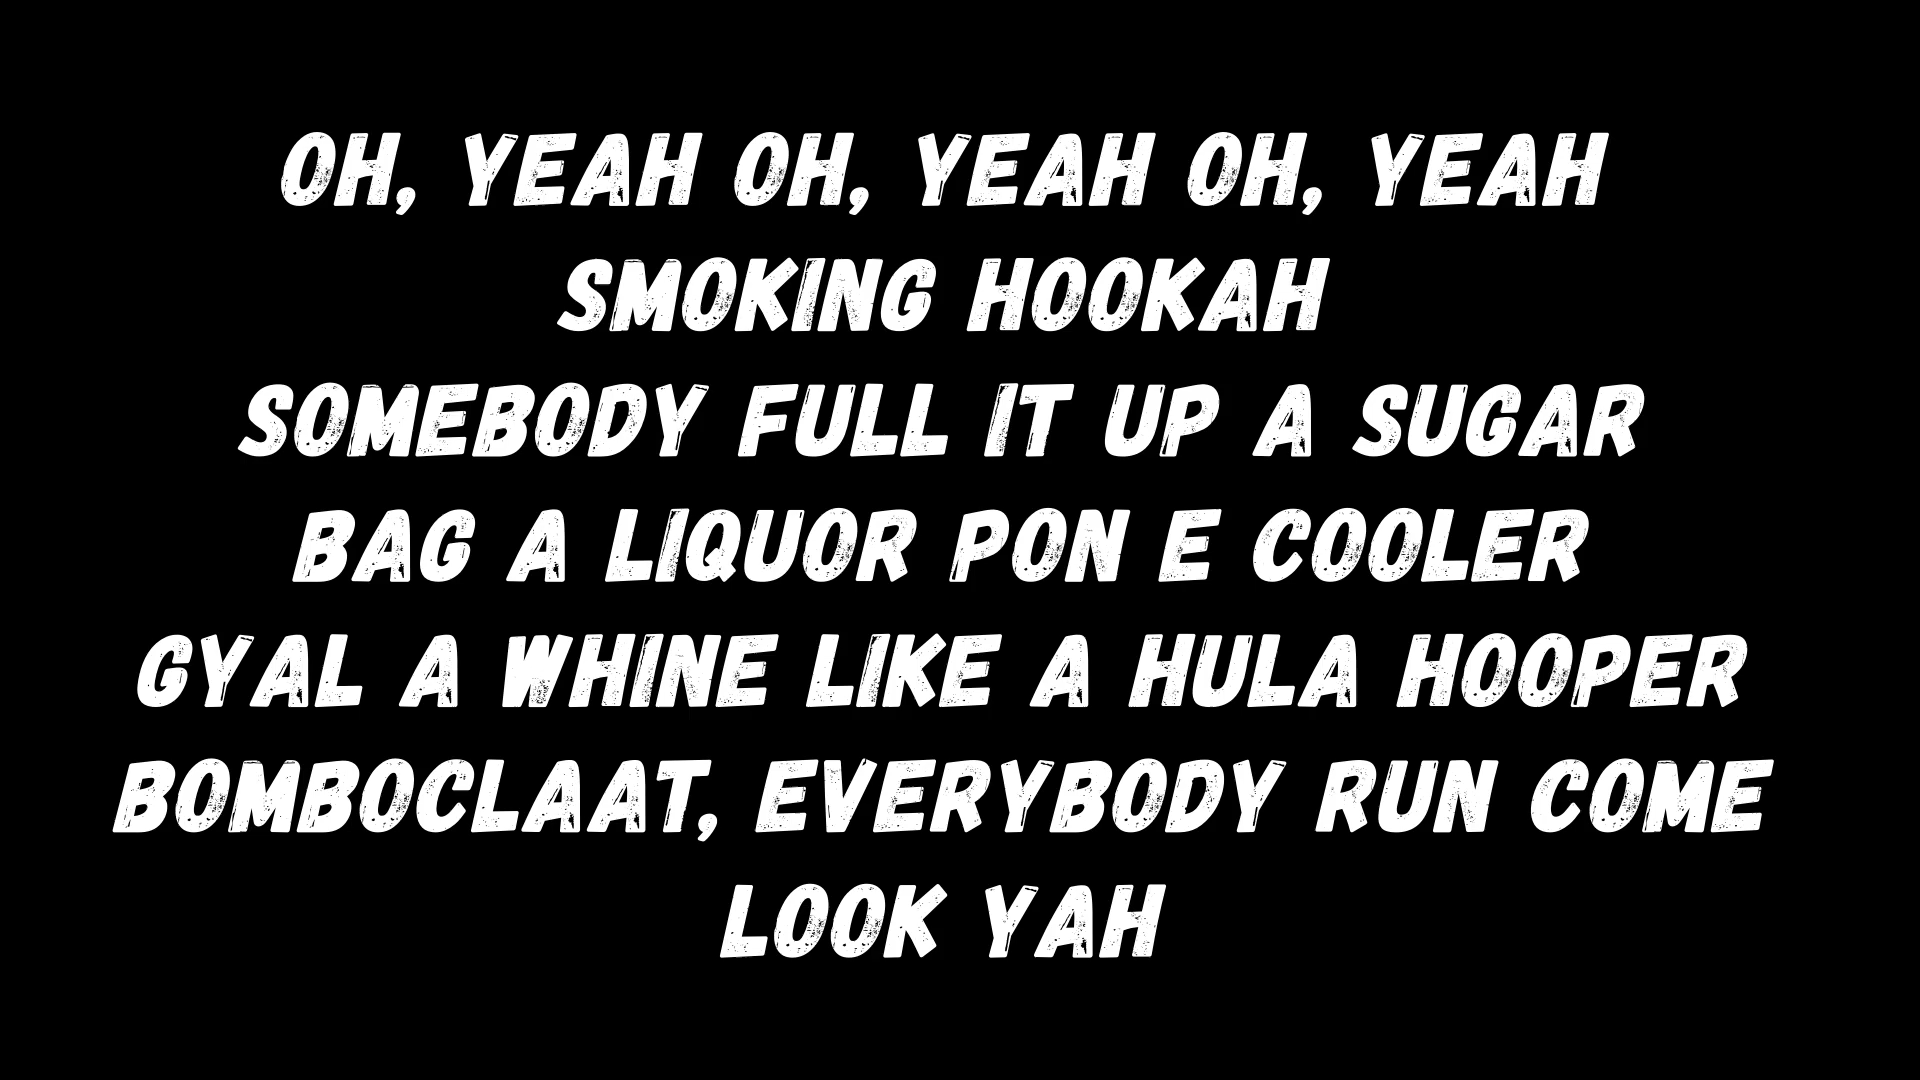 OH, YEAH OH, YEAH OH, YEAH
SMOKING HOOKAH
SOMEBODY FULL IT UP A SUGAR
BAG A LIQUOR PON E COOLER
GYAL A WHINE LIKE A HULA HOOPER
BOMBOCLAAT, EVERYBODY RUN COME
LOOK YAH